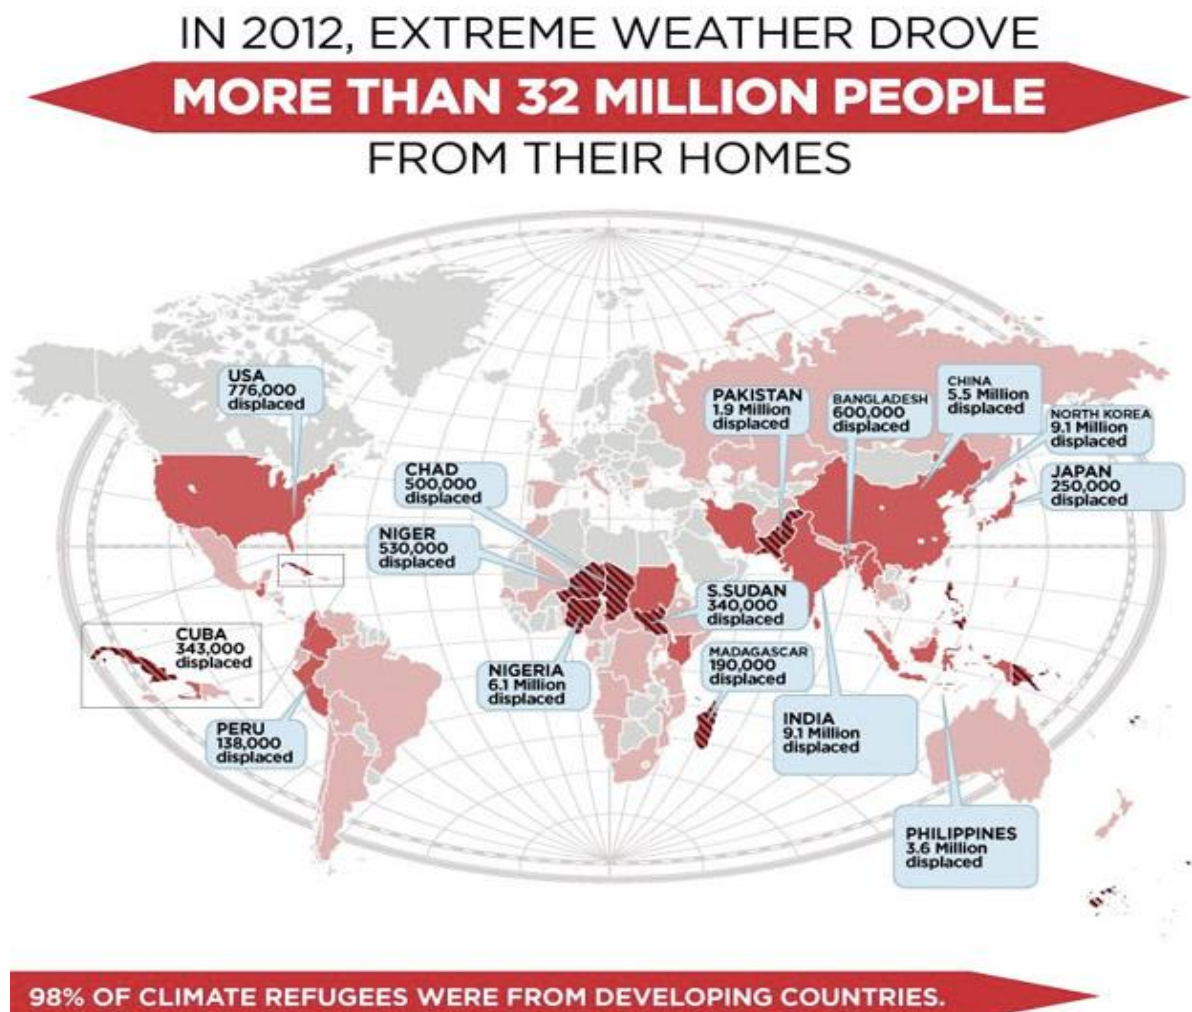 IN 2012, EXTREME WEATHER DROVE
MORE THAN 32 MILLION PEOPLE
FROM THEIR HOMES
USA
776,000
displaced
PAKISTAN
1.9 Million
displaced
BANGLADESH
600,000
displaced
CHINA
5.5 Million
displaced
NORTH KOREA
9.1 Million
displaced
JAPAN
250,000
displaced
CHAD
500,000
displaced
NIGER
530,000
displaced
S.SUDAN
340,000
displaced
CUBA
343,000
displaced
MADAGASCAR
190,000
displaced
NIGERIA
6.1 Million
displaced
PERU
138,000
displaced
INDIA
9.1 Million
displaced
PHILIPPINES
3.6 Million
displaced
98% OF CLIMATE REFUGEES WERE FROM DEVELOPING COUNTRIES.